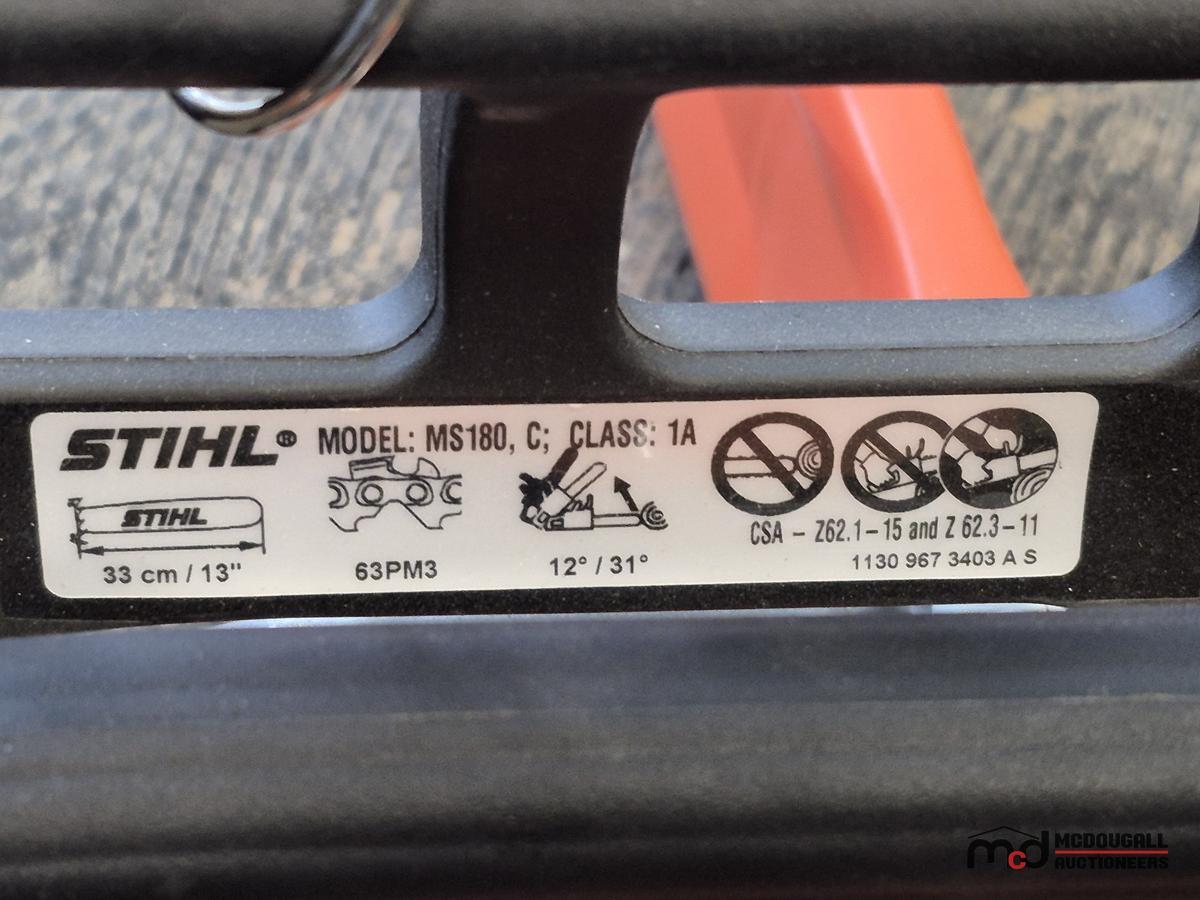 STIHL® MODEL: MS180, C; CLASS: 1A
STIHL
33 cm / 13" 63PM3 12° / 31°
CSA – Z62.1–15 and Z 62.3–11
1130 967 3403 A S
mcd MCDOUGALL
AUCTIONEERS